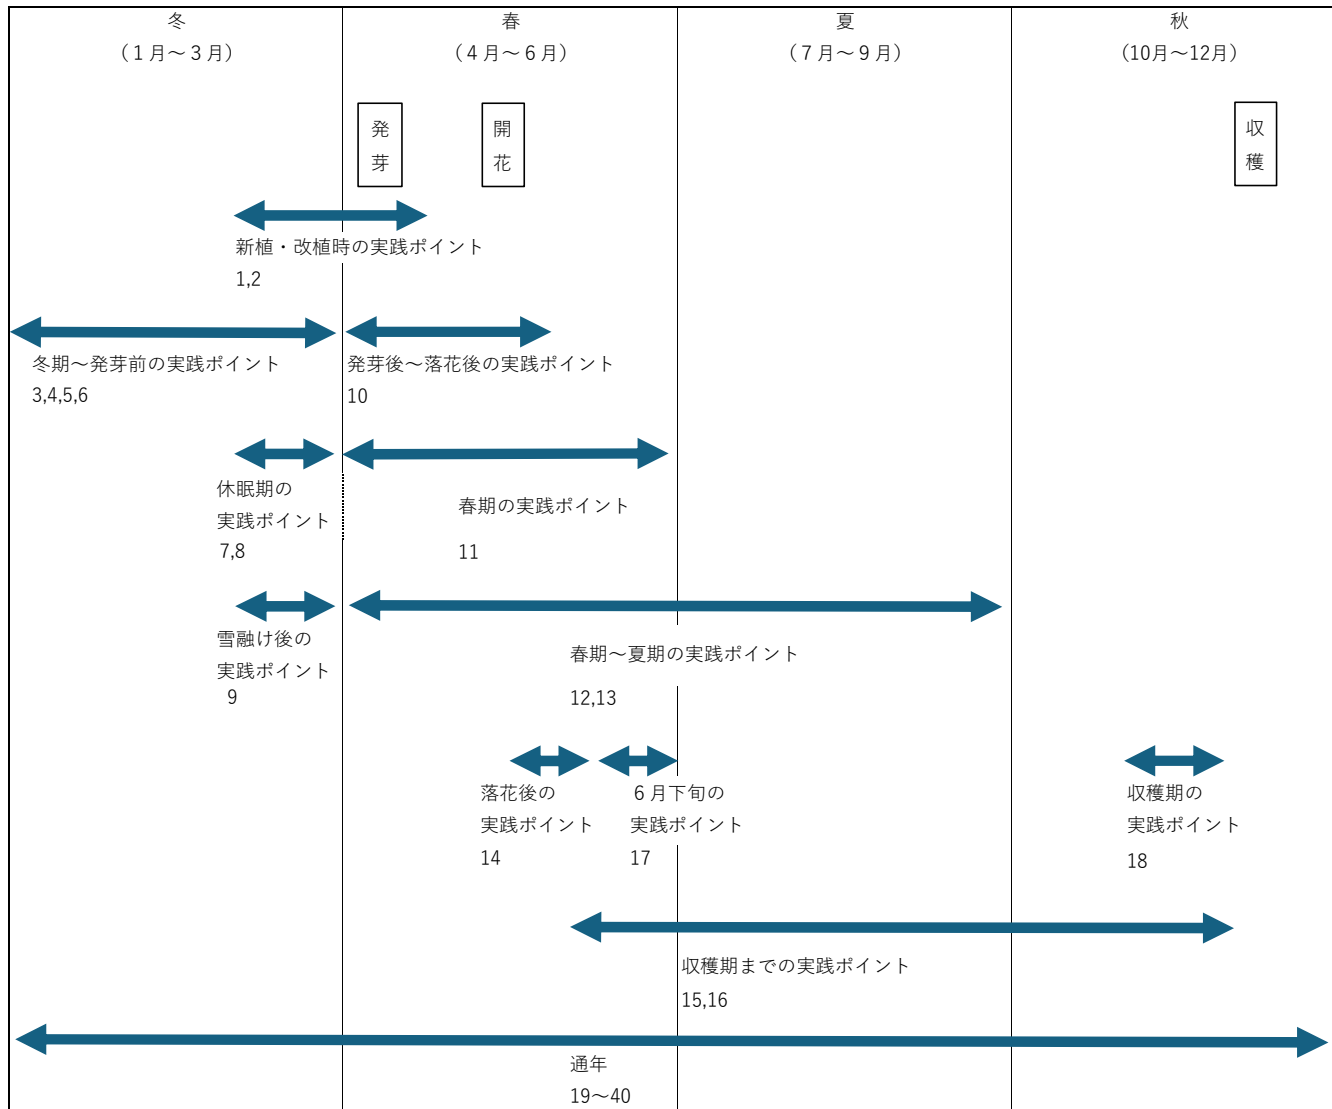 冬
（１月～３月）
春
（４月～６月）
夏
（７月～９月）
秋
（10月～12月）
発芽
開花
収穫
新植・改植時の実践ポイント
1,2
冬期～発芽前の実践ポイント
3,4,5,6
発芽後～落花後の実践ポイント
10
休眠期の
実践ポイント
7,8
春期の実践ポイント
11
雪融け後の
実践ポイント
9
春期～夏期の実践ポイント
12,13
落花後の
実践ポイント
14
６月下旬の
実践ポイント
17
収穫期の
実践ポイント
18
収穫期までの実践ポイント
15,16
通年
19～40